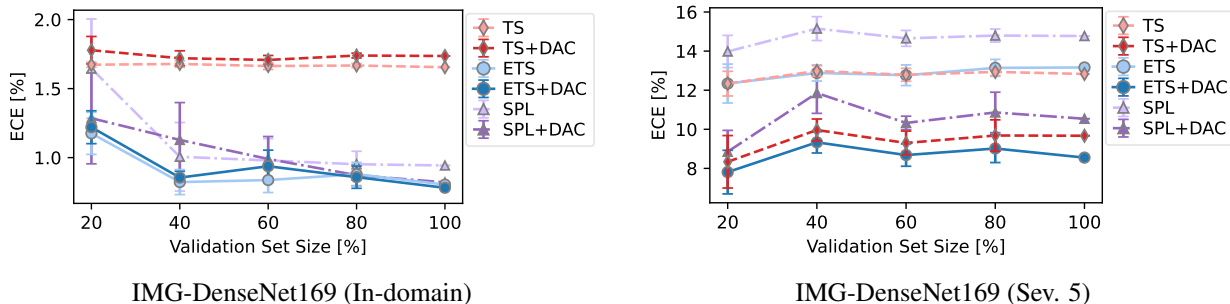 2.0
1.5
1.0
ECE [%]
20 40 60 80 100
Validation Set Size [%]
TS
TS+DAC
ETS
ETS+DAC
SPL
SPL+DAC
IMG-DenseNet169 (In-domain)
16
14
12
10
8
ECE [%]
20 40 60 80 100
Validation Set Size [%]
TS
TS+DAC
ETS
ETS+DAC
SPL
SPL+DAC
IMG-DenseNet169 (Sev. 5)